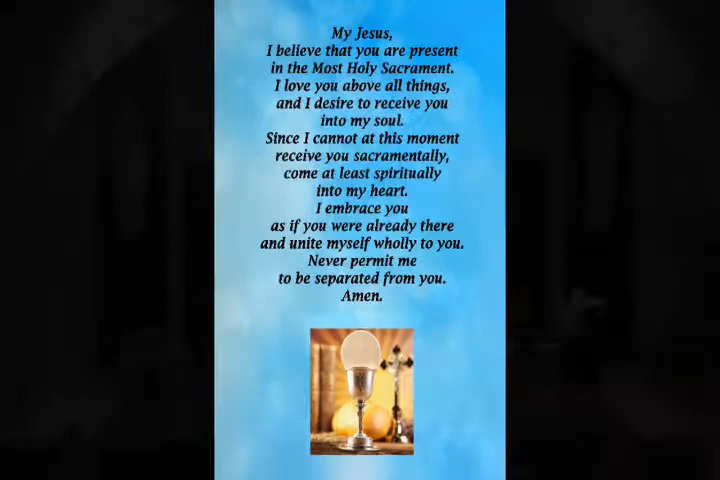 My Jesus,
I believe that you are present
in the Most Holy Sacrament.
I love you above all things,
and I desire to receive you
into my soul.
Since I cannot at this moment
receive you sacramentally,
come at least spiritually
into my heart.
I embrace you
as if you were already there
and unite myself wholly to you.
Never permit me
to be separated from you.
Amen.